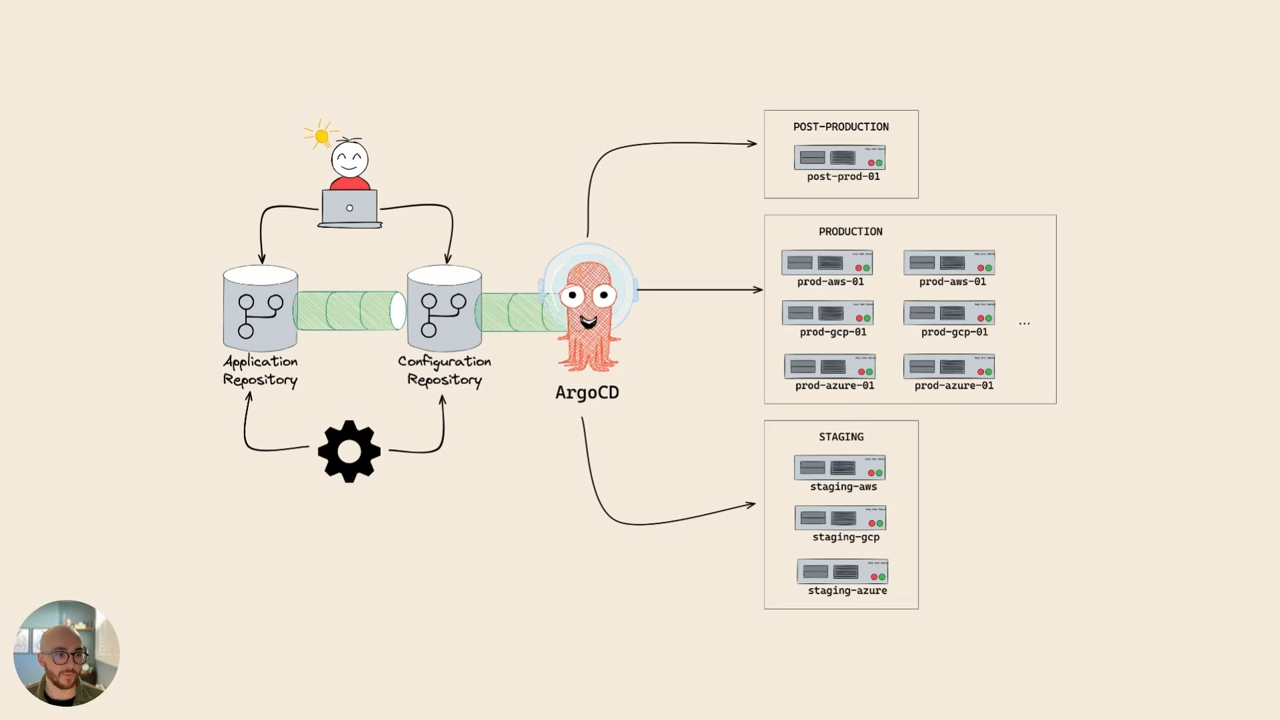 POST-PRODUCTION
post-prod-01
PRODUCTION
prod-aws-01
prod-aws-01
prod-gcp-01
prod-gcp-01
...
prod-azure-01
prod-azure-01
Application
Repository
Configuration
Repository
ArgoCD
STAGING
staging-aws
staging-gcp
staging-azure